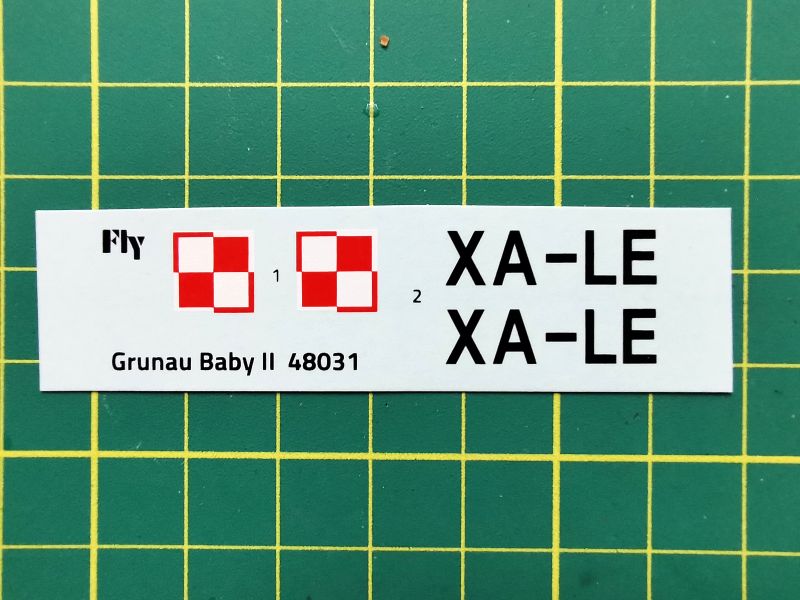 Fly
1
2
XA-LE
XA-LE
Grunau Baby II 48031